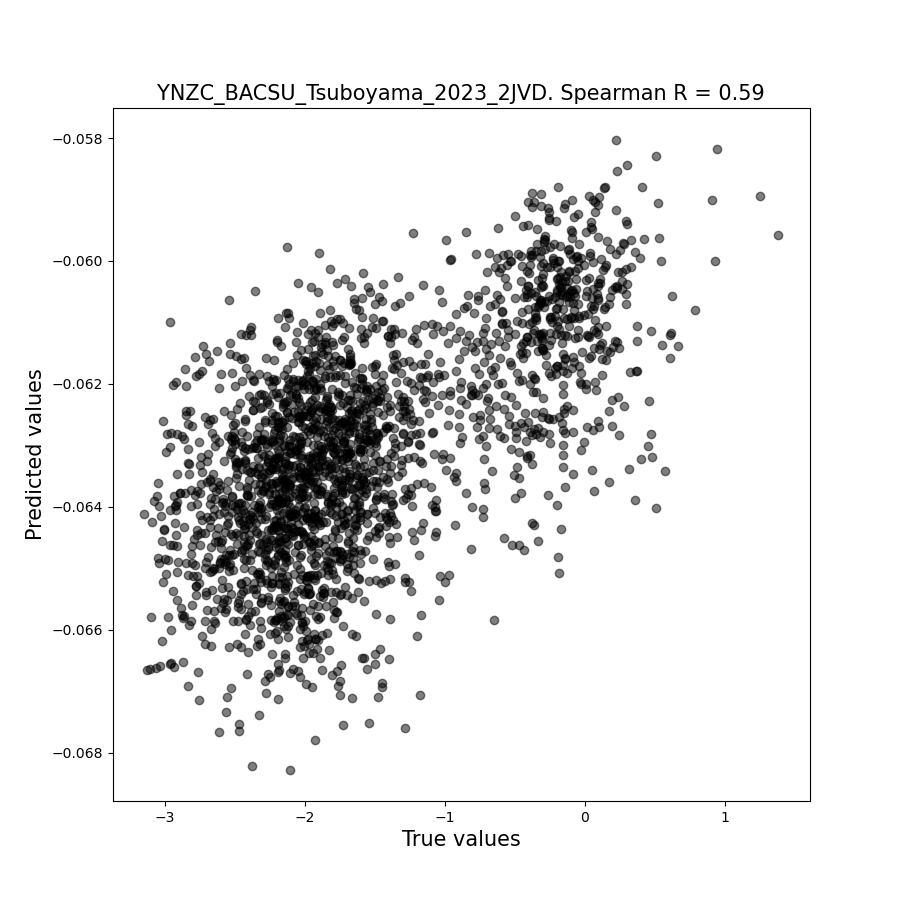 YNZC_BACSU_Tsuboyama_2023_2JVD. Spearman R = 0.59
Predicted values
−0.058
−0.060
−0.062
−0.064
−0.066
−0.068
−3 −2 −1 0 1
True values